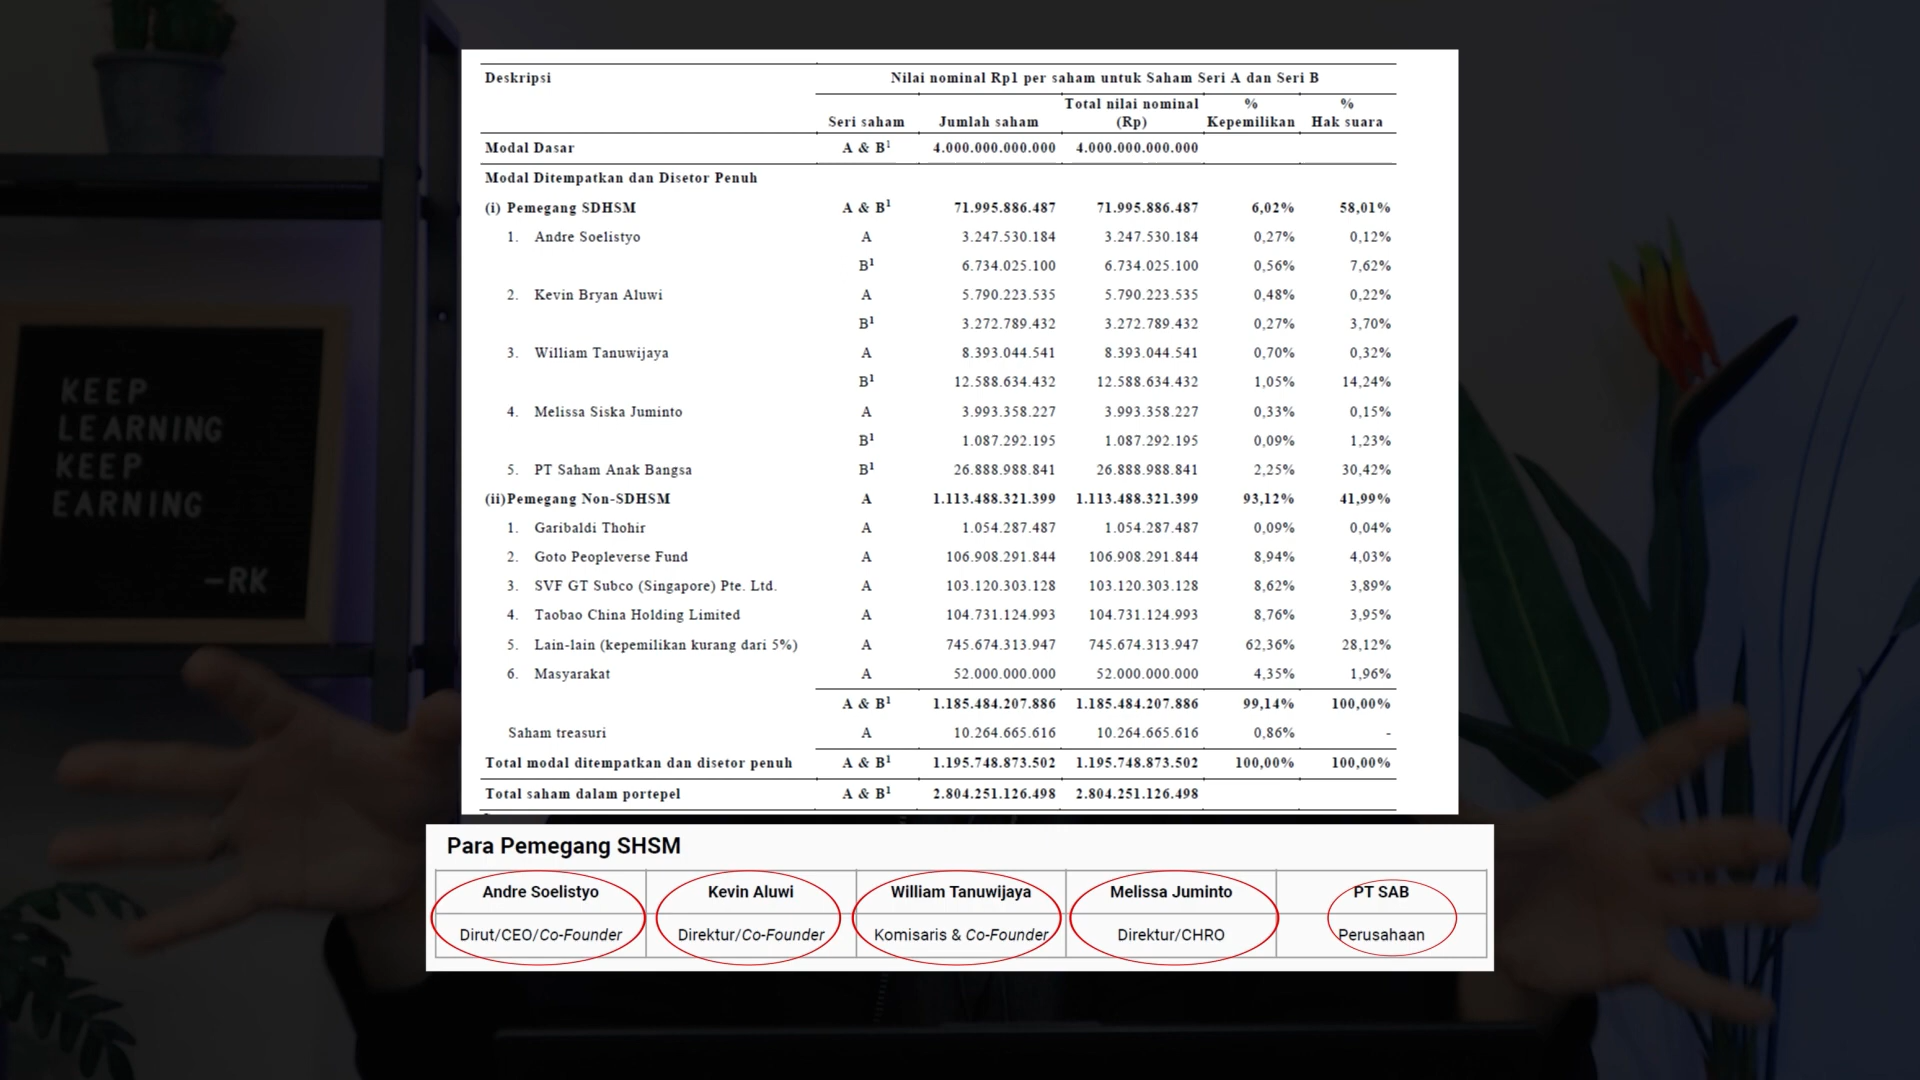 Deskripsi Nilai nominal Rp1 per saham untuk Saham Seri A dan Seri B
Seri saham Jumlah saham Total nilai nominal (Rp) % Kepemilikan % Hak suara
Modal Dasar A & B¹ 4.000.000.000.000 4.000.000.000.000
Modal Ditempatkan dan Disetor Penuh
(i) Pemegang SDHSM A & B¹ 71.995.886.487 71.995.886.487 6,02% 58,01%
1. Andre Soelistyo A 3.247.530.184 3.247.530.184 0,27% 0,12%
B¹ 6.734.025.100 6.734.025.100 0,56% 7,62%
2. Kevin Bryan Aluwi A 5.790.223.535 5.790.223.535 0,48% 0,22%
B¹ 3.272.789.432 3.272.789.432 0,27% 3,70%
3. William Tanuwijaya A 8.393.044.541 8.393.044.541 0,70% 0,32%
B¹ 12.588.634.432 12.588.634.432 1,05% 14,24%
4. Melissa Siska Juminto A 3.993.358.227 3.993.358.227 0,33% 0,15%
B¹ 1.087.292.195 1.087.292.195 0,09% 1,23%
5. PT Saham Anak Bangsa B¹ 26.888.988.841 26.888.988.841 2,25% 30,42%
(ii)Pemegang Non-SDHSM A 1.113.488.321.399 1.113.488.321.399 93,12% 41,99%
1. Garibaldi Thohir A 1.054.287.487 1.054.287.487 0,09% 0,04%
2. Goto Peopleverse Fund A 106.908.291.844 106.908.291.844 8,94% 4,03%
3. SVF GT Subco (Singapore) Pte. Ltd. A 103.120.303.128 103.120.303.128 8,62% 3,89%
4. Taobao China Holding Limited A 104.731.124.993 104.731.124.993 8,76% 3,95%
5. Lain-lain (kepemilikan kurang dari 5%) A 745.674.313.947 745.674.313.947 62,36% 28,12%
6. Masyarakat A 52.000.000.000 52.000.000.000 4,35% 1,96%
A & B¹ 1.185.484.207.886 1.185.484.207.886 99,14% 100,00%
Saham treasuri A 10.264.665.616 10.264.665.616 0,86% -
Total modal ditempatkan dan disetor penuh A & B¹ 1.195.748.873.502 1.195.748.873.502 100,00% 100,00%
Total saham dalam portepel A & B¹ 2.804.251.126.498 2.804.251.126.498
Para Pemegang SHSM
Andre Soelistyo Kevin Aluwi William Tanuwijaya Melissa Juminto PT SAB
Dirut/CEO/Co-Founder Direktur/Co-Founder Komisaris & Co-Founder Direktur/CHRO Perusahaan
KEEP
LEARNING
KEEP
EARNING
-RK